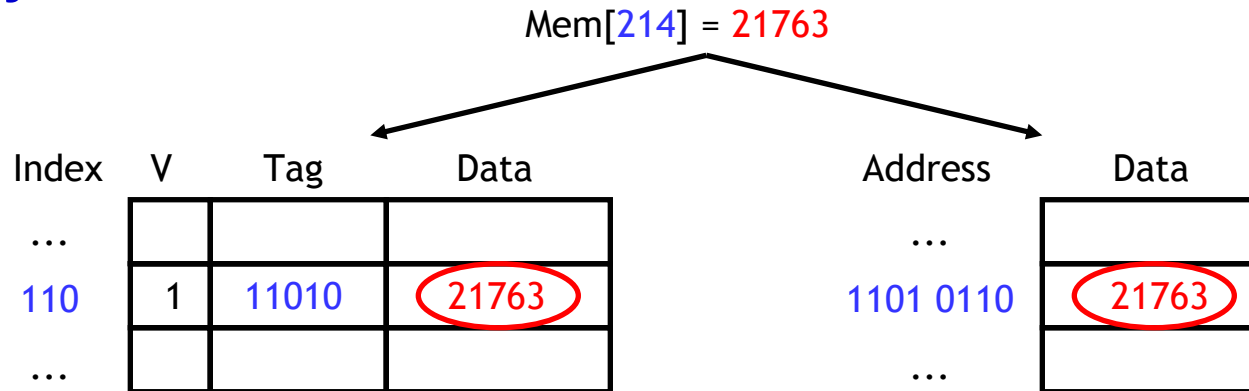 Mem[214] = 21763
Index V Tag Data Address Data
... ...
110 1 11010 21763 1101 0110 21763
... ...